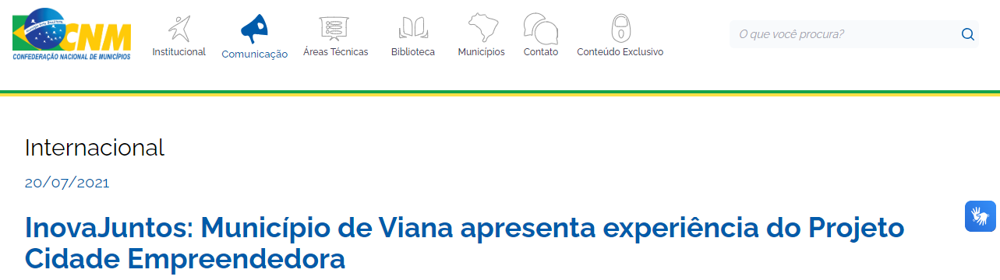 CNM
CONFEDERAÇÃO NACIONAL DE MUNICÍPIOS
Institucional
Comunicação
Áreas Técnicas
Biblioteca
Municípios
Contato
Conteúdo Exclusivo
O que você procura?
Internacional
20/07/2021
InovaJuntos: Município de Viana apresenta experiência do Projeto
Cidade Empreendedora